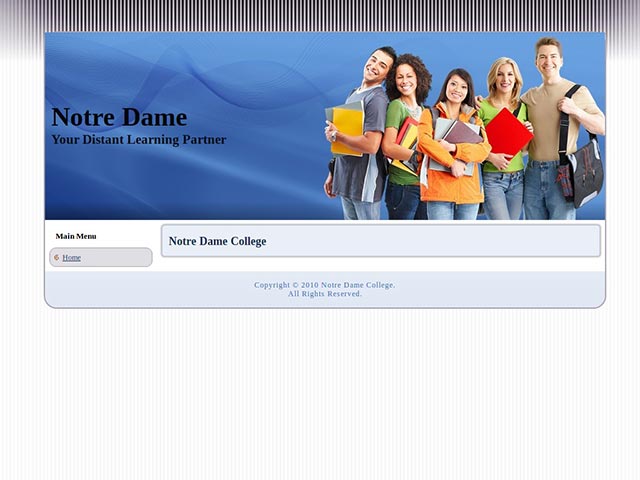 Notre Dame
Your Distant Learning Partner
Main Menu
Home
Notre Dame College
Copyright © 2010 Notre Dame College.
All Rights Reserved.